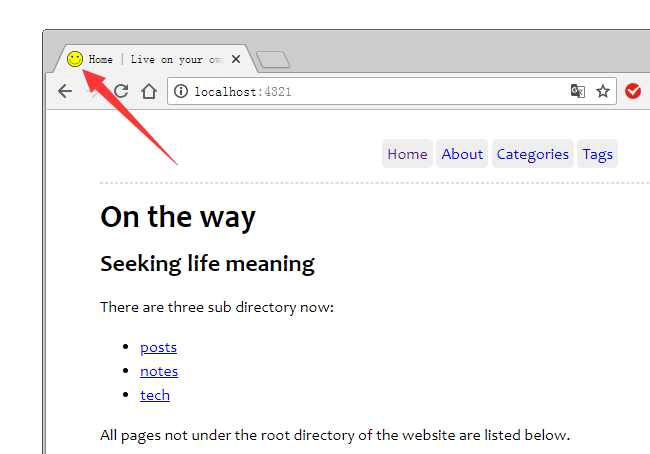 Home | Live on your ow
localhost:4321
Home About Categories Tags
On the way
Seeking life meaning
There are three sub directory now:
posts
notes
tech
All pages not under the root directory of the website are listed below.